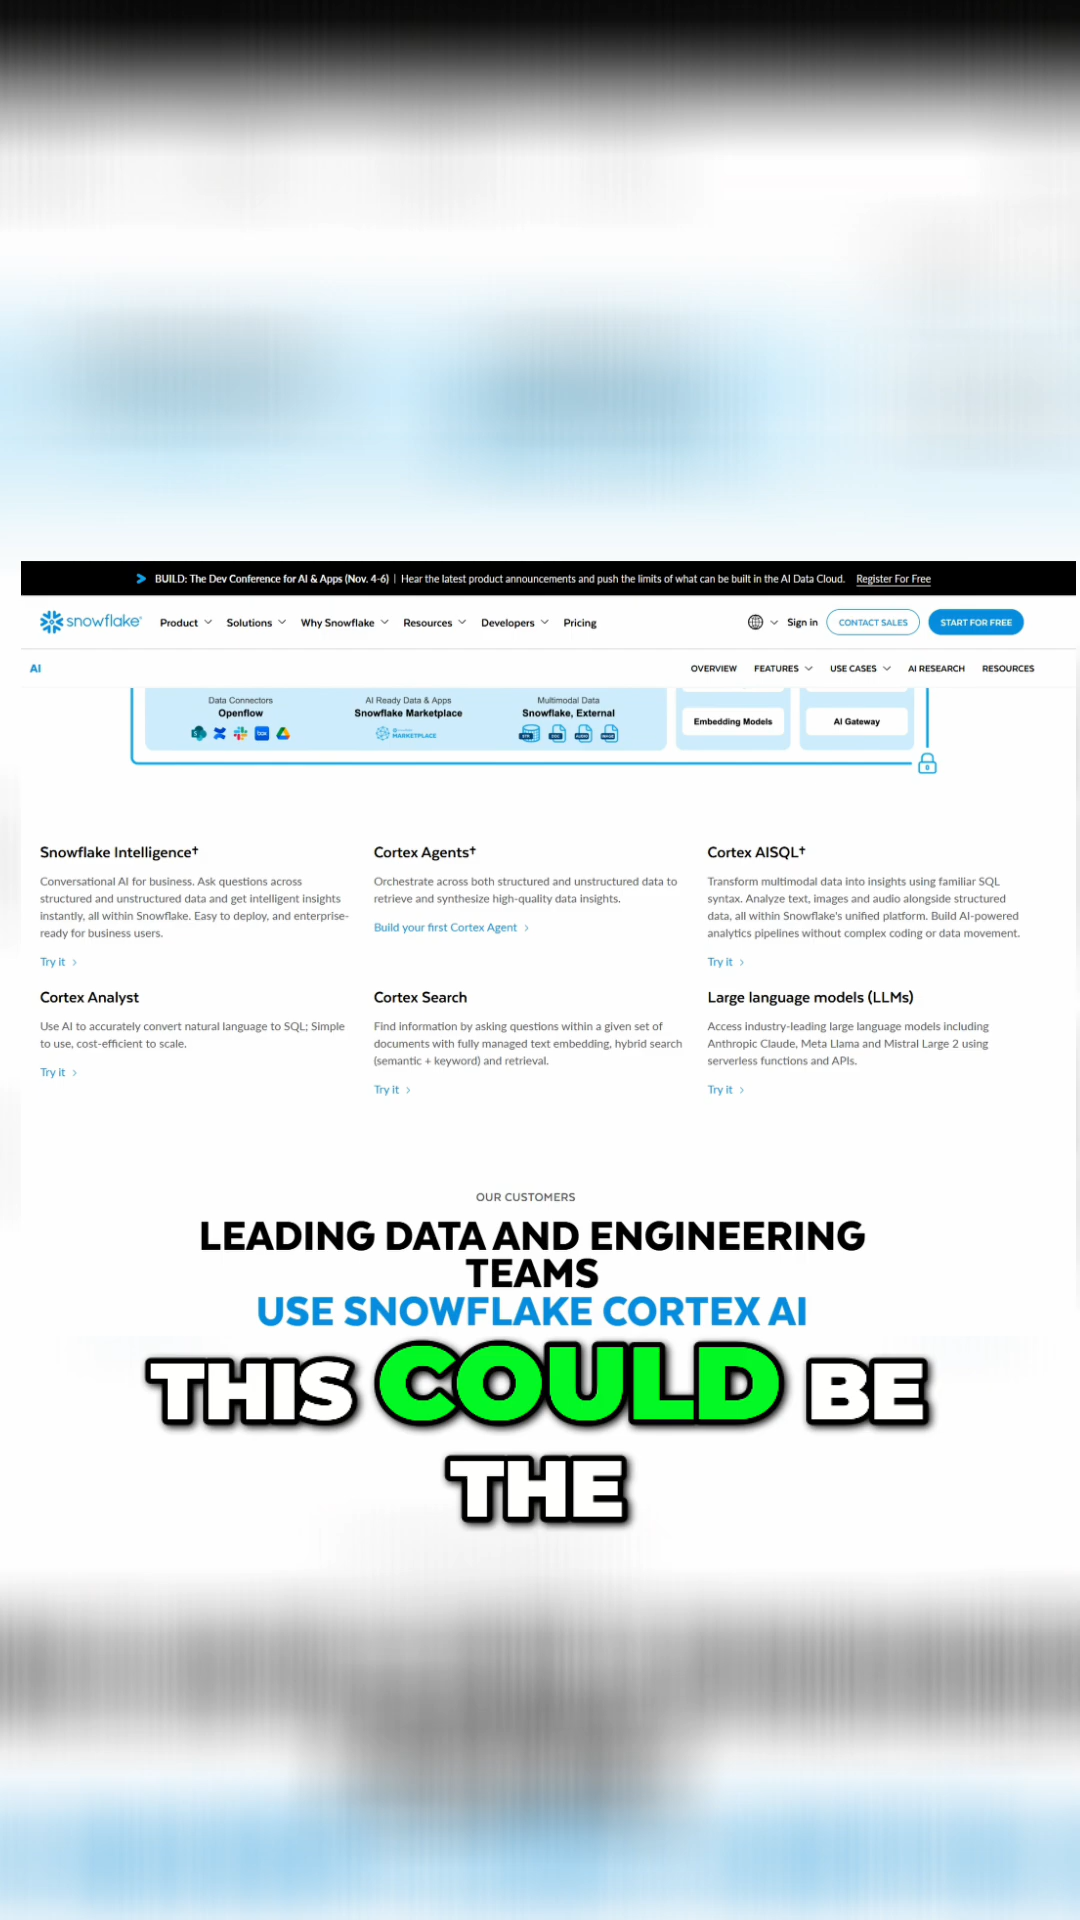 BUILD: The Dev Conference for AI & Apps (Nov. 4-6) | Hear the latest product announcements and push the limits of what can be built in the AI Data Cloud. Register For Free
snowflake Product Solutions Why Snowflake Resources Developers Pricing Sign in CONTACT SALES START FOR FREE
AI OVERVIEW FEATURES USE CASES AI RESEARCH RESOURCES
Data Connectors
Openflow
AI Ready Data & Apps
Snowflake Marketplace
MARKETPLACE
Multimodal Data
Snowflake, External
Embedding Models
AI Gateway
Snowflake Intelligence†
Conversational AI for business. Ask questions across
structured and unstructured data and get intelligent insights
instantly, all within Snowflake. Easy to deploy, and enterprise-
ready for business users.
Try it
Cortex Agents†
Orchestrate across both structured and unstructured data to
retrieve and synthesize high-quality data insights.
Build your first Cortex Agent
Cortex AISQL†
Transform multimodal data into insights using familiar SQL
syntax. Analyze text, images and audio alongside structured
data, all within Snowflake's unified platform. Build AI-powered
analytics pipelines without complex coding or data movement.
Try it
Cortex Analyst
Use AI to accurately convert natural language to SQL; Simple
to use, cost-efficient to scale.
Try it
Cortex Search
Find information by asking questions within a given set of
documents with fully managed text embedding, hybrid search
(semantic + keyword) and retrieval.
Try it
Large language models (LLMs)
Access industry-leading large language models including
Anthropic Claude, Meta Llama and Mistral Large 2 using
serverless functions and APIs.
Try it
OUR CUSTOMERS
LEADING DATA AND ENGINEERING
TEAMS
USE SNOWFLAKE CORTEX AI
THIS COULD BE
THE